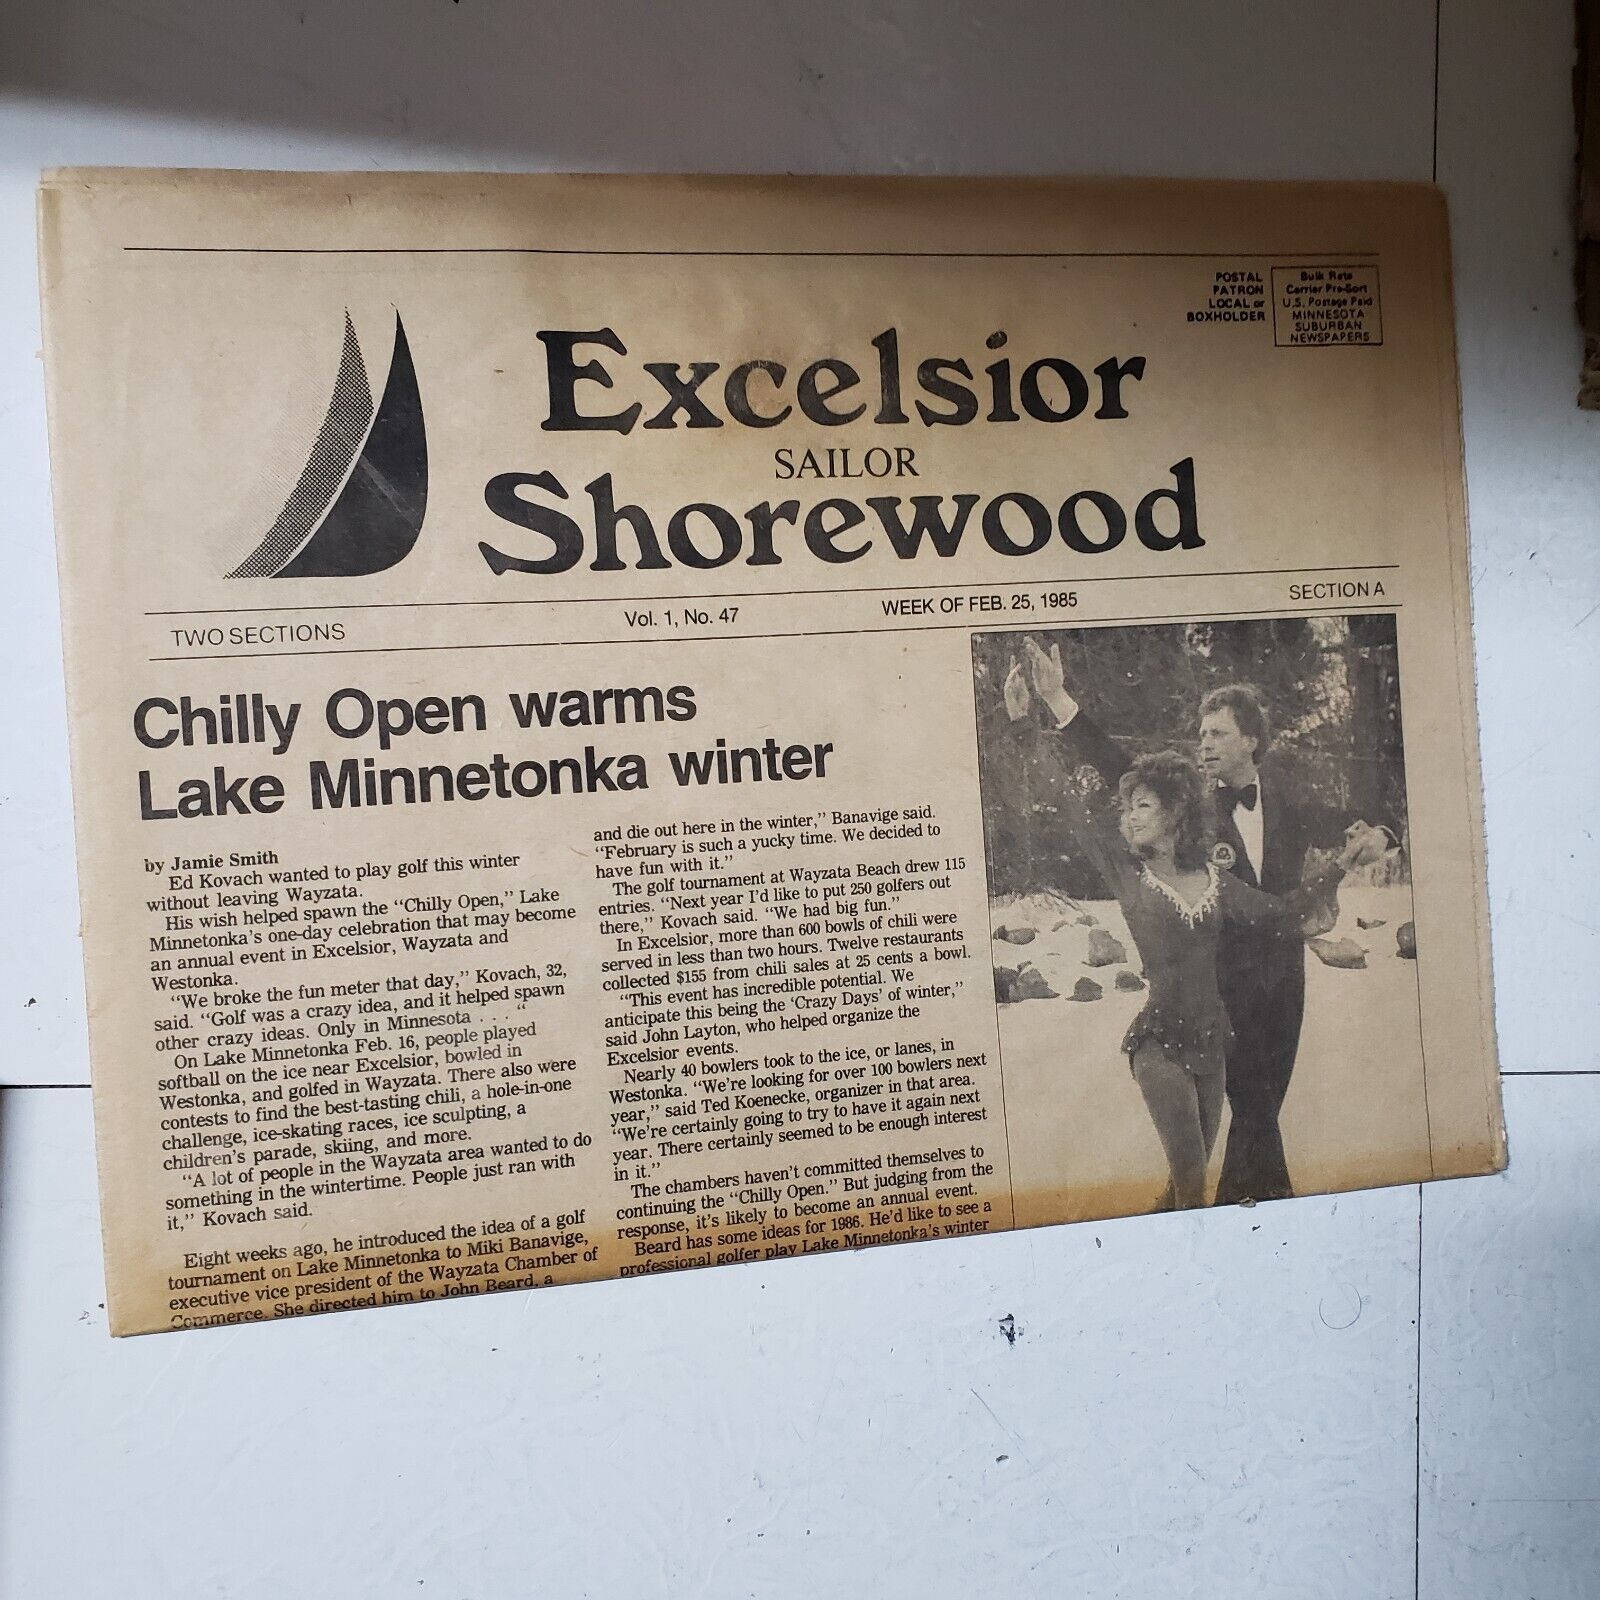 POSTAL
PATRON
LOCAL or
BOXHOLDER
Bulk Rate
Carrier Pre-Sort
U.S. Postage Paid
MINNESOTA
SUBURBAN
NEWSPAPERS
Excelsior
SAILOR
Shorewood
TWO SECTIONS
Vol. 1, No. 47
WEEK OF FEB. 25, 1985
SECTION A
Chilly Open warms
Lake Minnetonka winter
by Jamie Smith
Ed Kovach wanted to play golf this winter
without leaving Wayzata.
His wish helped spawn the “Chilly Open,” Lake
Minnetonka's one-day celebration that may become
an annual event in Excelsior, Wayzata and
Westonka.
“We broke the fun meter that day,” Kovach, 32,
said. “Golf was a crazy idea, and it helped spawn
other crazy ideas. Only in Minnesota . . . “
On Lake Minnetonka Feb. 16, people played
softball on the ice near Excelsior, bowled in
Westonka, and golfed in Wayzata. There also were
contests to find the best-tasting chili, a hole-in-one
challenge, ice-skating races, ice sculpting, a
children's parade, skiing, and more.
“A lot of people in the Wayzata area wanted to do
something in the wintertime. People just ran with
it,” Kovach said.
Eight weeks ago, he introduced the idea of a golf
tournament on Lake Minnetonka to Miki Banavige,
executive vice president of the Wayzata Chamber of
Commerce. She directed him to John Beard, a
and die out here in the winter,” Banavige said.
“February is such a yucky time. We decided to
have fun with it.”
The golf tournament at Wayzata Beach drew 115
entries. “Next year I'd like to put 250 golfers out
there,” Kovach said. “We had big fun.”
In Excelsior, more than 600 bowls of chili were
served in less than two hours. Twelve restaurants
collected $155 from chili sales at 25 cents a bowl.
“This event has incredible potential. We
anticipate this being the ‘Crazy Days’ of winter,”
said John Layton, who helped organize the
Excelsior events.
Nearly 40 bowlers took to the ice, or lanes, in
Westonka. “We're looking for over 100 bowlers next
year,” said Ted Koenecke, organizer in that area.
“We're certainly going to try to have it again next
year. There certainly seemed to be enough interest
in it.”
The chambers haven't committed themselves to
continuing the “Chilly Open.” But judging from the
response, it's likely to become an annual event.
Beard has some ideas for 1986. He'd like to see a
professional golfer play Lake Minnetonka's winter